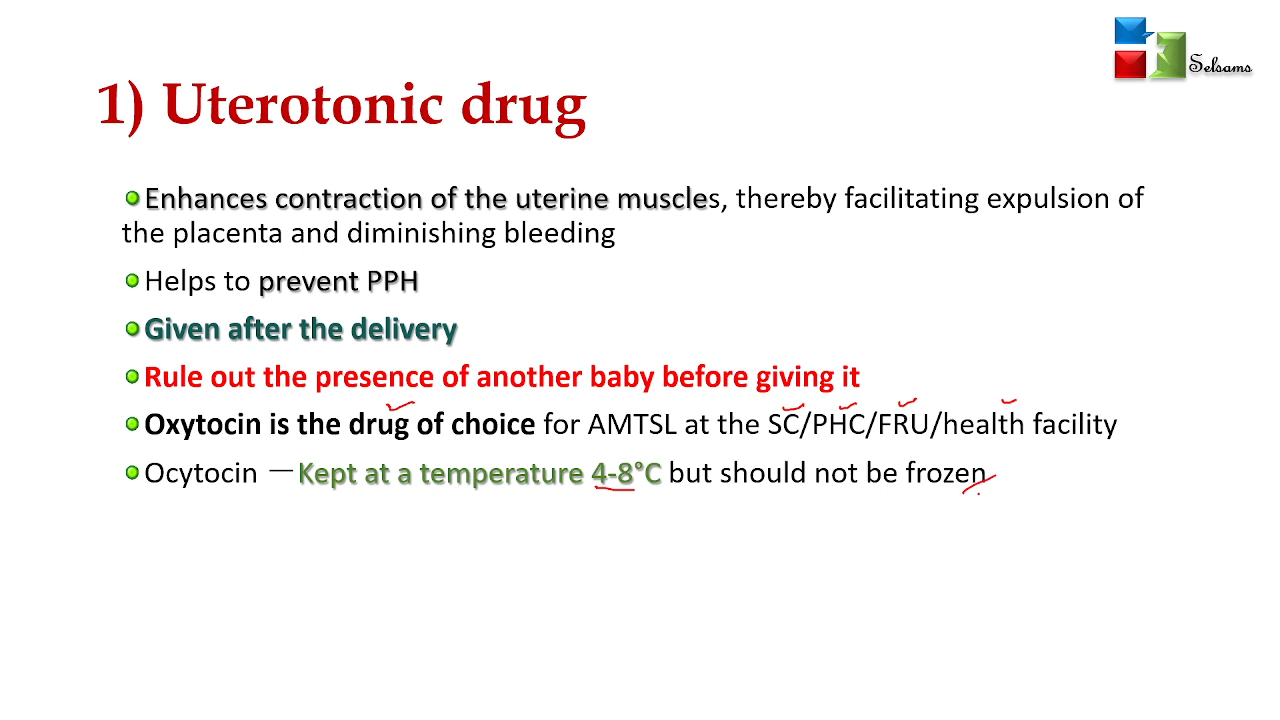 Selsams
1) Uterotonic drug
Enhances contraction of the uterine muscles, thereby facilitating expulsion of
the placenta and diminishing bleeding
Helps to prevent PPH
Given after the delivery
Rule out the presence of another baby before giving it
Oxytocin is the drug of choice for AMTSL at the SC/PHC/FRU/health facility
Ocytocin — Kept at a temperature 4-8°C but should not be frozen